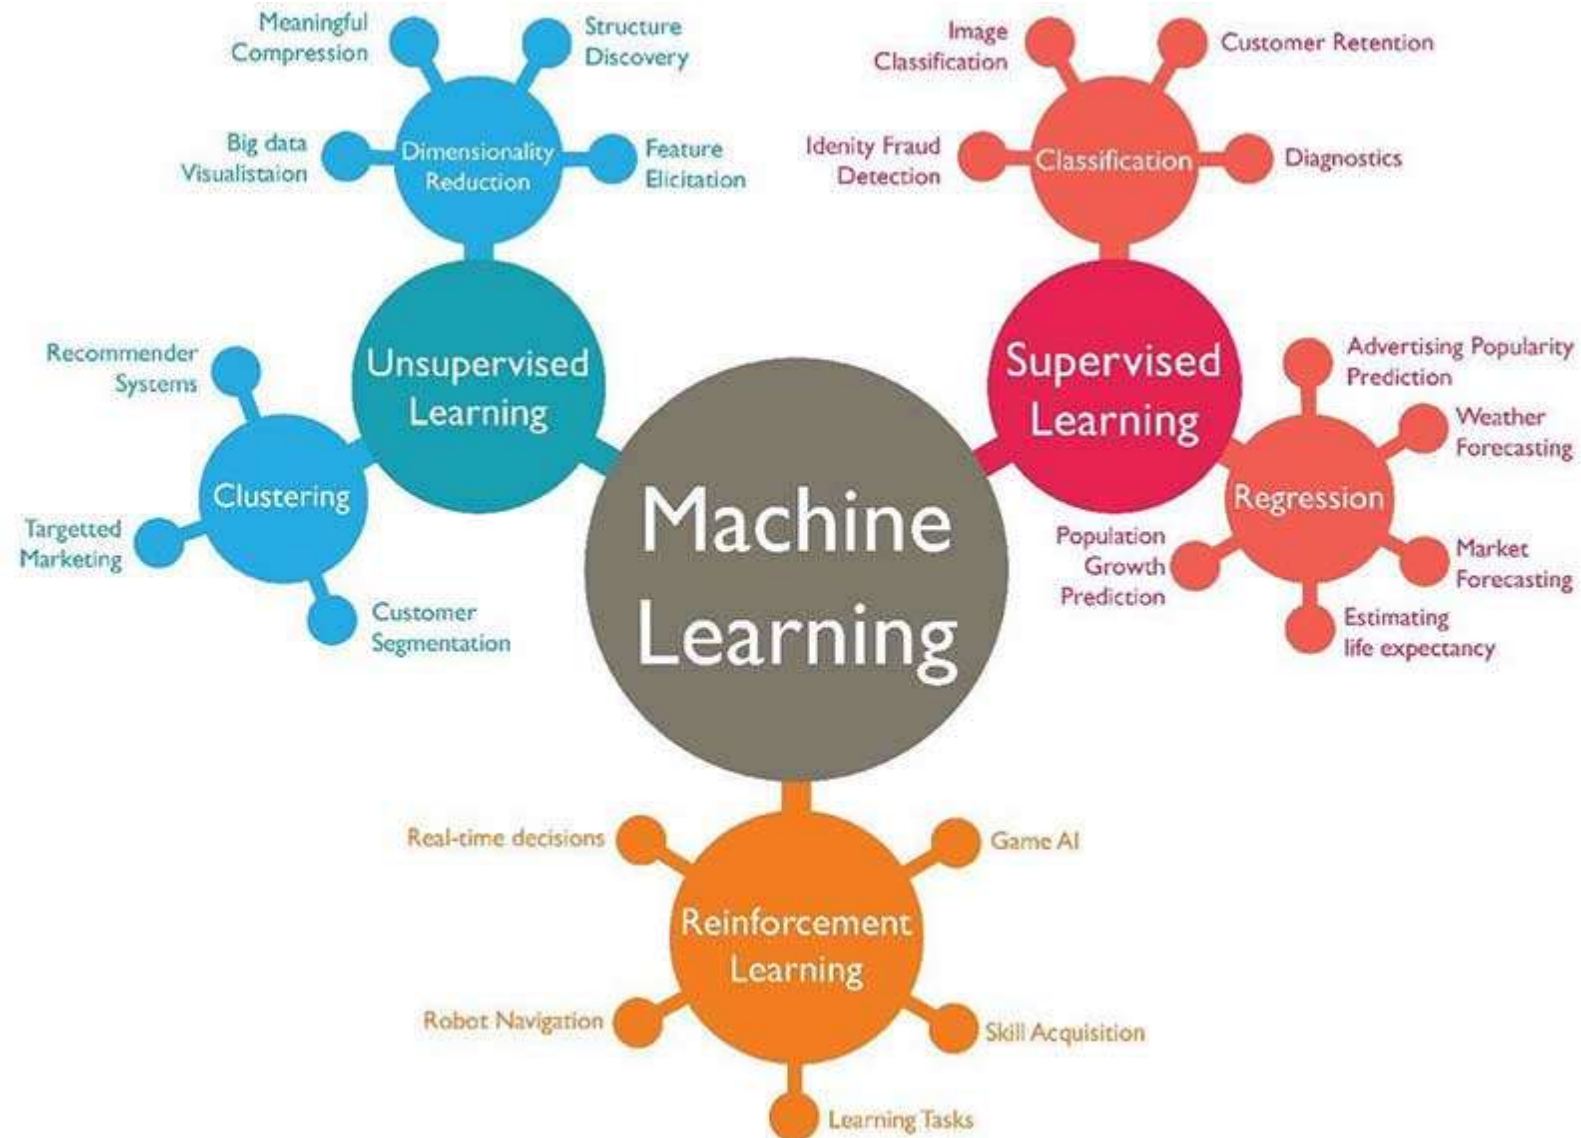 Meaningful
Compression
Structure
Discovery
Big data
Visualistaion
Dimensionality
Reduction
Feature
Elicitation
Image
Classification
Customer Retention
Idenity Fraud
Detection
Classification
Diagnostics
Recommender
Systems
Unsupervised
Learning
Clustering
Targetted
Marketing
Customer
Segmentation
Machine
Learning
Supervised
Learning
Advertising Popularity
Prediction
Weather
Forecasting
Regression
Population
Growth
Prediction
Market
Forecasting
Estimating
life expectancy
Real-time decisions
Game AI
Reinforcement
Learning
Robot Navigation
Skill Acquisition
Learning Tasks